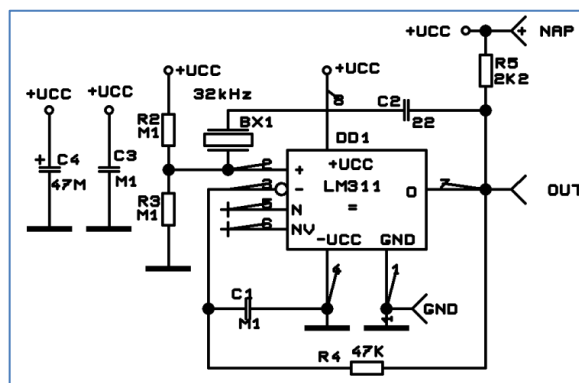 +UCC
NAP
+UCC
+UCC
R5
2K2
+UCC
+UCC
32kHz
8
C2
22
R2
M1
BX1
DD1
C4
47M
C3
M1
2
+
+UCC
LM311
3
-
O
7
OUT
=
R3
M1
5
N
6
NV
-UCC
GND
4
1
C1
M1
GND
R4
47K